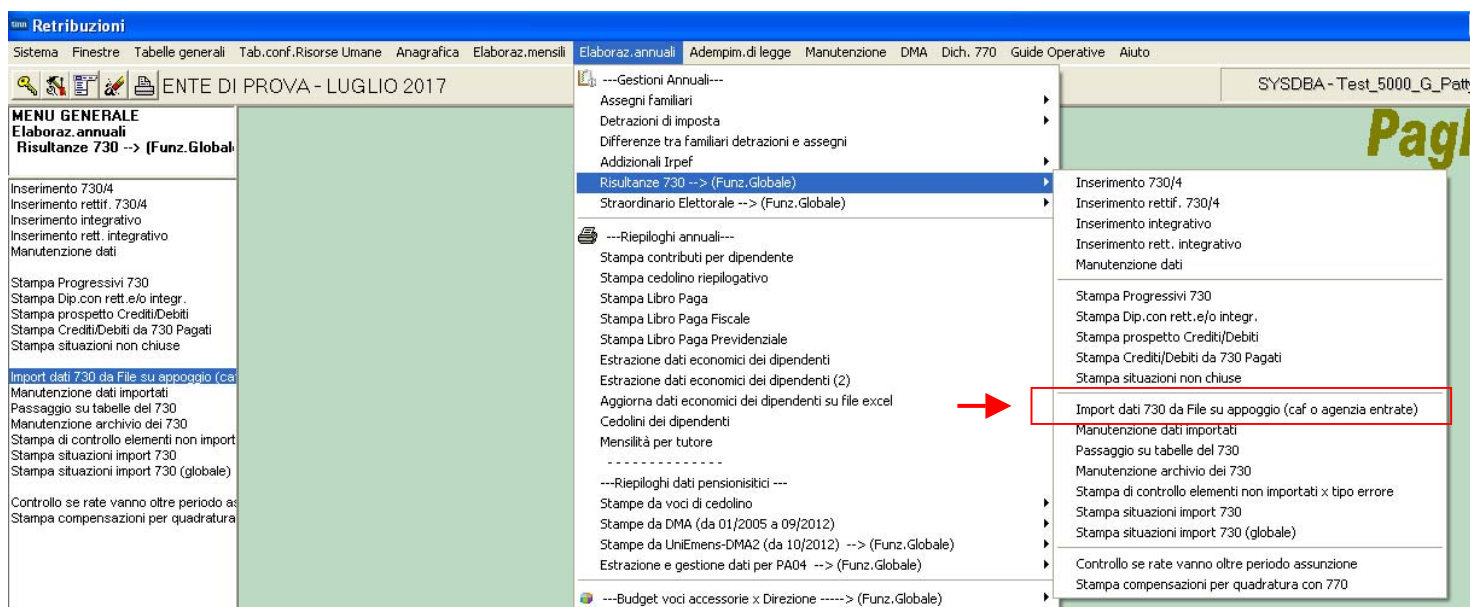 tinn Retribuzioni
Sistema Finestre Tabelle generali Tab.conf.Risorse Umane Anagrafica Elaboraz.mensili Elaboraz.annuali Adempim.di legge Manutenzione DMA Dich. 770 Guide Operative Aiuto
ENTE DI PROVA - LUGLIO 2017
SYSDBA - Test_5000_G_Patty
MENU GENERALE
Elaboraz.annuali
Risultanze 730 --> (Funz.Global
Inserimento 730/4
Inserimento rettif. 730/4
Inserimento integrativo
Inserimento rett. integrativo
Manutenzione dati
Stampa Progressivi 730
Stampa Dip.con rett.e/o integr.
Stampa prospetto Crediti/Debiti
Stampa Crediti/Debiti da 730 Pagati
Stampa situazioni non chiuse
Import dati 730 da File su appoggio (caf
Manutenzione dati importati
Passaggio su tabelle del 730
Manutenzione archivio dei 730
Stampa di controllo elementi non import
Stampa situazioni import 730
Stampa situazioni import 730 (globale)
Controllo se rate vanno oltre periodo as
Stampa compensazioni per quadratura
---Gestioni Annuali---
Assegni familiari
Detrazioni di imposta
Differenze tra familiari detrazioni e assegni
Addizionali Irpef
Risultanze 730 --> (Funz.Globale)
Straordinario Elettorale --> (Funz.Globale)
---Riepiloghi annuali---
Stampa contributi per dipendente
Stampa cedolino riepilogativo
Stampa Libro Paga
Stampa Libro Paga Fiscale
Stampa Libro Paga Previdenziale
Estrazione dati economici dei dipendenti
Estrazione dati economici dei dipendenti (2)
Aggiorna dati economici dei dipendenti su file excel
Cedolini dei dipendenti
Mensilità per tutore
- - - - - - - - - - - - - -
---Riepiloghi dati pensionisitici ---
Stampe da voci di cedolino
Stampe da DMA (da 01/2005 a 09/2012)
Stampe da UniEmens-DMA2 (da 10/2012) --> (Funz.Globale)
Estrazione e gestione dati per PA04 --> (Funz.Globale)
---Budget voci accessorie x Direzione -----> (Funz.Globale)
Pagh
Inserimento 730/4
Inserimento rettif. 730/4
Inserimento integrativo
Inserimento rett. integrativo
Manutenzione dati
Stampa Progressivi 730
Stampa Dip.con rett.e/o integr.
Stampa prospetto Crediti/Debiti
Stampa Crediti/Debiti da 730 Pagati
Stampa situazioni non chiuse
Import dati 730 da File su appoggio (caf o agenzia entrate)
Manutenzione dati importati
Passaggio su tabelle del 730
Manutenzione archivio dei 730
Stampa di controllo elementi non importati x tipo errore
Stampa situazioni import 730
Stampa situazioni import 730 (globale)
Controllo se rate vanno oltre periodo assunzione
Stampa compensazioni per quadratura con 770